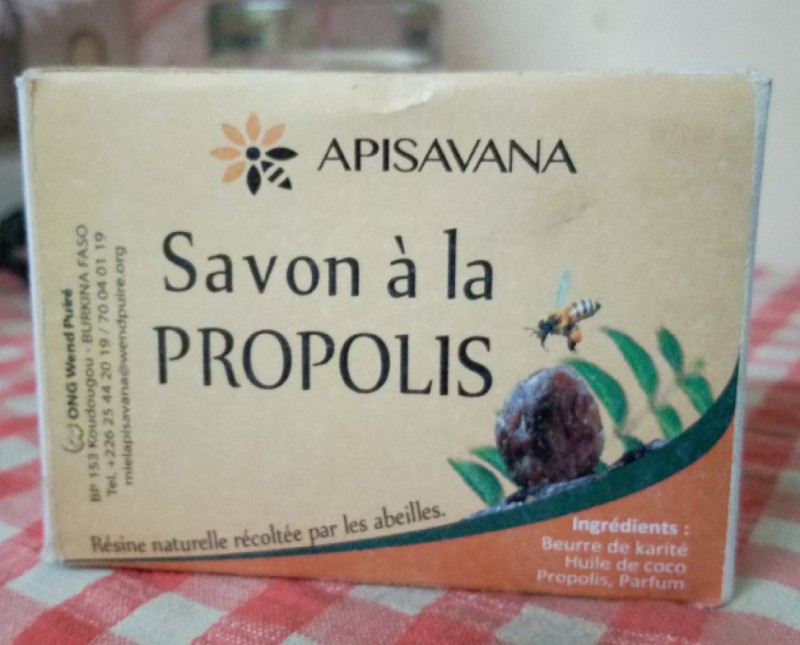 APISAVANA
Savon à la
PROPOLIS
ONG Wend Puiré
BP 153 Koudougou - BURKINA FASO
Tel. +226 25 44 20 19 / 70 04 01 19
mielapisavana@wendpuire.org
Résine naturelle récoltée par les abeilles.
Ingrédients :
Beurre de karité
Huile de coco
Propolis, Parfum